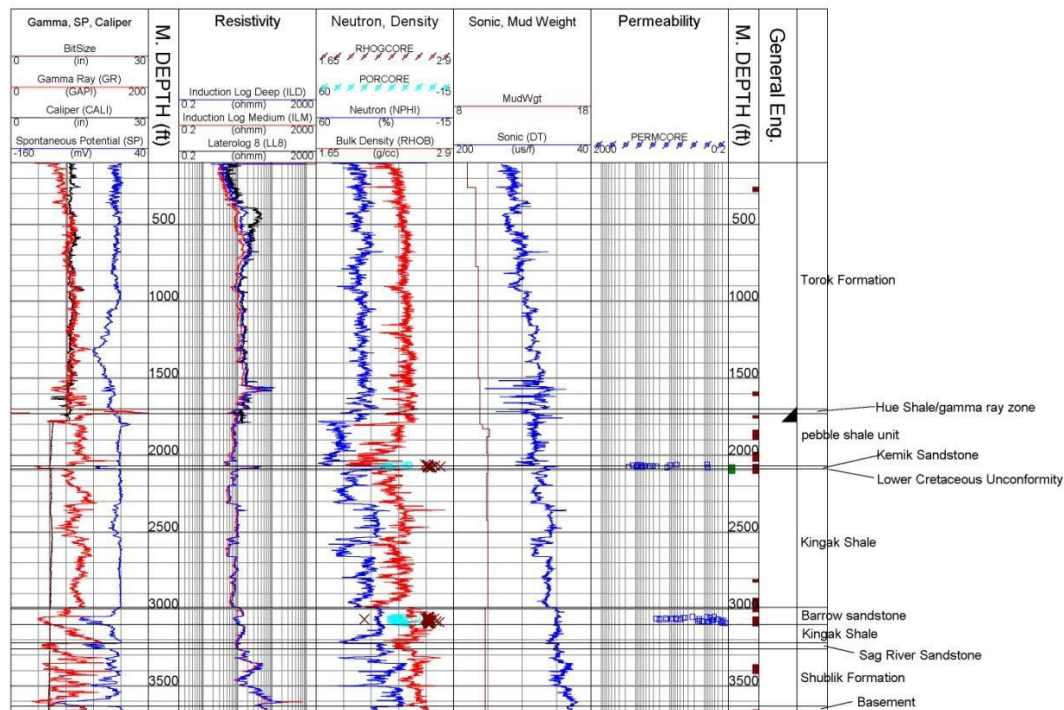 Gamma, SP, Caliper
BitSize
0 (in) 30
Gamma Ray (GR)
0 (GAPI) 200
Caliper (CALI)
0 (in) 30
Spontaneous Potential (SP)
-160 (mV) 40
M. DEPTH (ft)
Resistivity
Induction Log Deep (ILD)
0.2 (ohmm) 2000
Induction Log Medium (ILM)
0.2 (ohmm) 2000
Laterolog 8 (LL8)
0.2 (ohmm) 2000
Neutron, Density
RHOGCORE
1.65 2.9
PORCORE
60 -15
Neutron (NPHI)
60 (%) -15
Bulk Density (RHOB)
1.65 (g/cc) 2.9
Sonic, Mud Weight
MudWgt
8 18
Sonic (DT)
200 (us/f) 40
Permeability
PERMCORE
2000 0.2
M. DEPTH (ft)
General Eng.
500
1000
1500
2000
2500
3000
3500
500
1000
1500
2000
2500
3000
3500
Torok Formation
Hue Shale/gamma ray zone
pebble shale unit
Kemik Sandstone
Lower Cretaceous Unconformity
Kingak Shale
Barrow sandstone
Kingak Shale
Sag River Sandstone
Shublik Formation
Basement